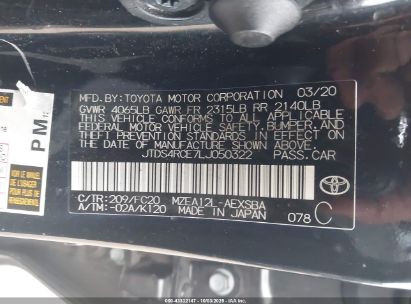 MFD. BY: TOYOTA MOTOR CORPORATION 03/20
GVWR 4065LB GAWR FR 2315LB RR 2140LB
THIS VEHICLE CONFORMS TO ALL APPLICABLE
FEDERAL MOTOR VEHICLE SAFETY, BUMPER, AND
THEFT PREVENTION STANDARDS IN EFFECT ON
THE DATE OF MANUFACTURE SHOWN ABOVE.
JTDS4RCE7LJ050322 PASS.CAR
C/TR:209/FC20 MZEA12L-AEXSBA
A/TM:-02A/K120 MADE IN JAPAN 078 C
TOYOTA
PM